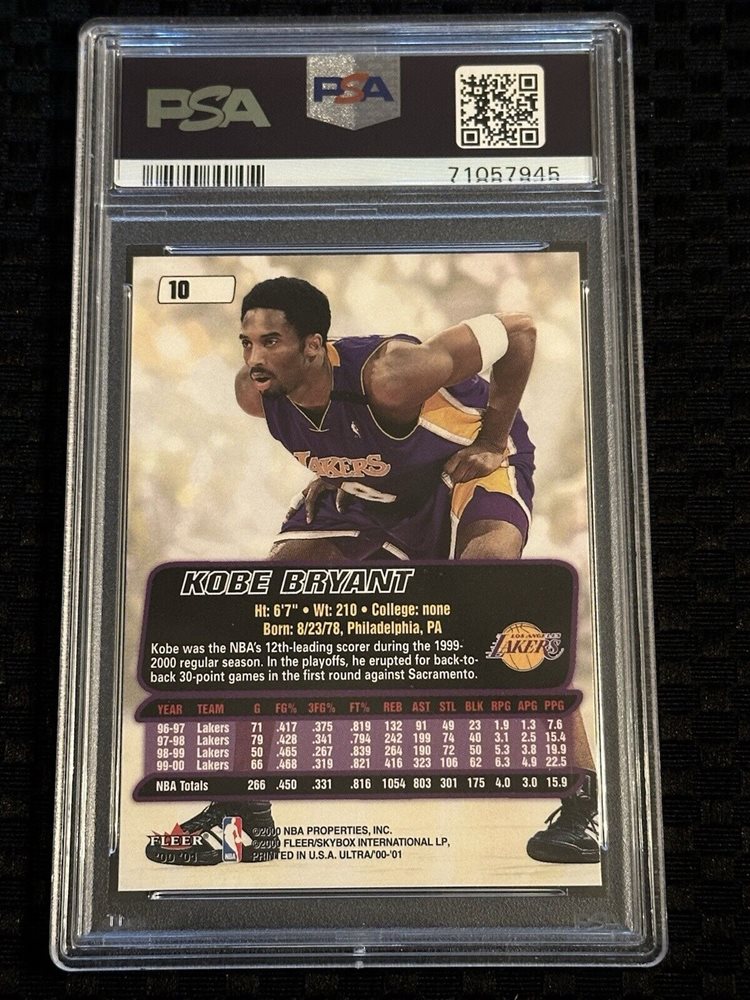 PSA
PSA
71057945
10
LAKERS
8
KOBE BRYANT
Ht: 6'7" • Wt: 210 • College: none
Born: 8/23/78, Philadelphia, PA
LOS ANGELES
LAKERS
Kobe was the NBA's 12th-leading scorer during the 1999-
2000 regular season. In the playoffs, he erupted for back-to-
back 30-point games in the first round against Sacramento.
YEAR TEAM G FG% 3FG% FT% REB AST STL BLK RPG APG PPG
96-97 Lakers 71 .417 .375 .819 132 91 49 23 1.9 1.3 7.6
97-98 Lakers 79 .428 .341 .794 242 199 74 40 3.1 2.5 15.4
98-99 Lakers 50 .465 .267 .839 264 190 72 50 5.3 3.8 19.9
99-00 Lakers 66 .468 .319 .821 416 323 106 62 6.3 4.9 22.5
NBA Totals 266 .450 .331 .816 1054 803 301 175 4.0 3.0 15.9
FLEER
'00 '01
NBA
©2000 NBA PROPERTIES, INC.
©2000 FLEER/SKYBOX INTERNATIONAL LP,
PRINTED IN U.S.A. ULTRA/'00-'01